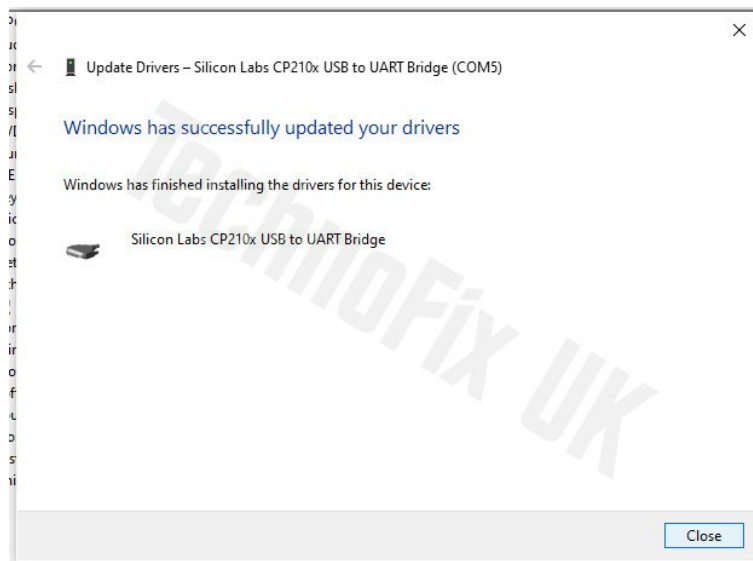 Update Drivers – Silicon Labs CP210x USB to UART Bridge (COM5)
Windows has successfully updated your drivers
Windows has finished installing the drivers for this device:
Silicon Labs CP210x USB to UART Bridge
TechnoFix UK
Close